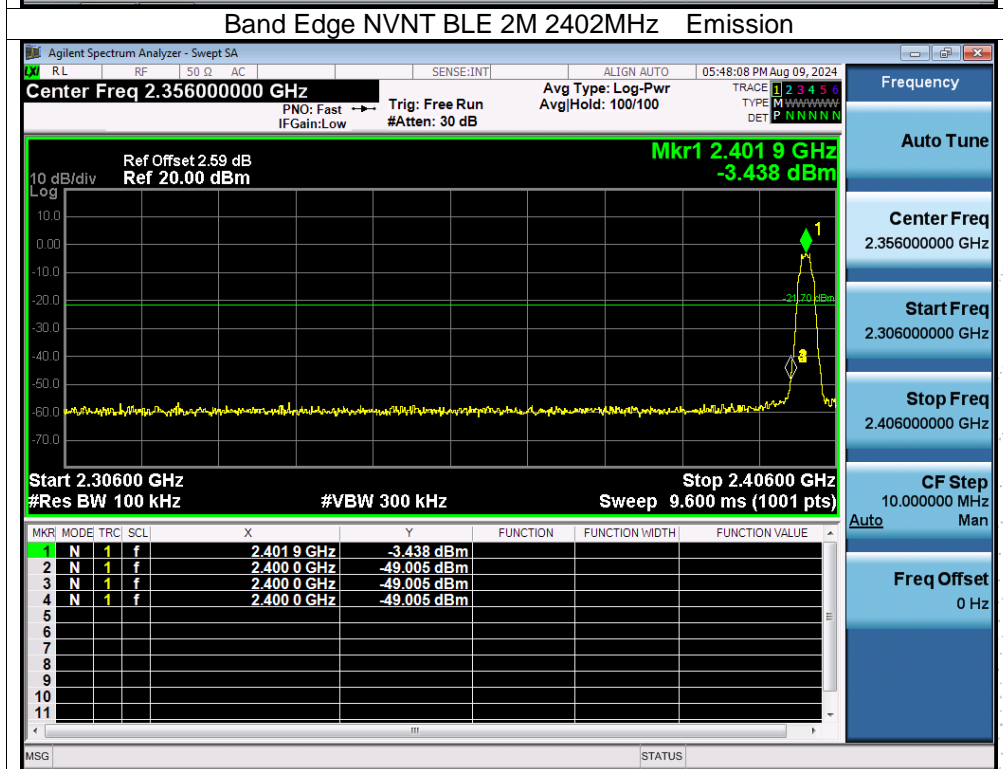 Band Edge NVNT BLE 2M 2402MHz Emission
Agilent Spectrum Analyzer - Swept SA
LXI RL RF 50 Ω AC SENSE:INT ALIGN AUTO 05:48:08 PM Aug 09, 2024
Center Freq 2.356000000 GHz
PNO: Fast
IFGain:Low
Trig: Free Run
#Atten: 30 dB
Avg Type: Log-Pwr
Avg|Hold: 100/100
TRACE 1 2 3 4 5 6
TYPE M WWWWW
DET P N N N N N
Frequency
Ref Offset 2.59 dB
10 dB/div Ref 20.00 dBm
Log
Mkr1 2.401 9 GHz
-3.438 dBm
10.0
0.00
-10.0
-20.0
-30.0
-40.0
-50.0
-60.0
-70.0
1
-21.70 dBm
Start 2.30600 GHz Stop 2.40600 GHz
#Res BW 100 kHz #VBW 300 kHz Sweep 9.600 ms (1001 pts)
MKR MODE TRC SCL X Y FUNCTION FUNCTION WIDTH FUNCTION VALUE
1 N 1 f 2.401 9 GHz -3.438 dBm
2 N 1 f 2.400 0 GHz -49.005 dBm
3 N 1 f 2.400 0 GHz -49.005 dBm
4 N 1 f 2.400 0 GHz -49.005 dBm
5
6
7
8
9
10
11
MSG STATUS
Auto Tune
Center Freq
2.356000000 GHz
Start Freq
2.306000000 GHz
Stop Freq
2.406000000 GHz
CF Step
10.000000 MHz
Auto Man
Freq Offset
0 Hz